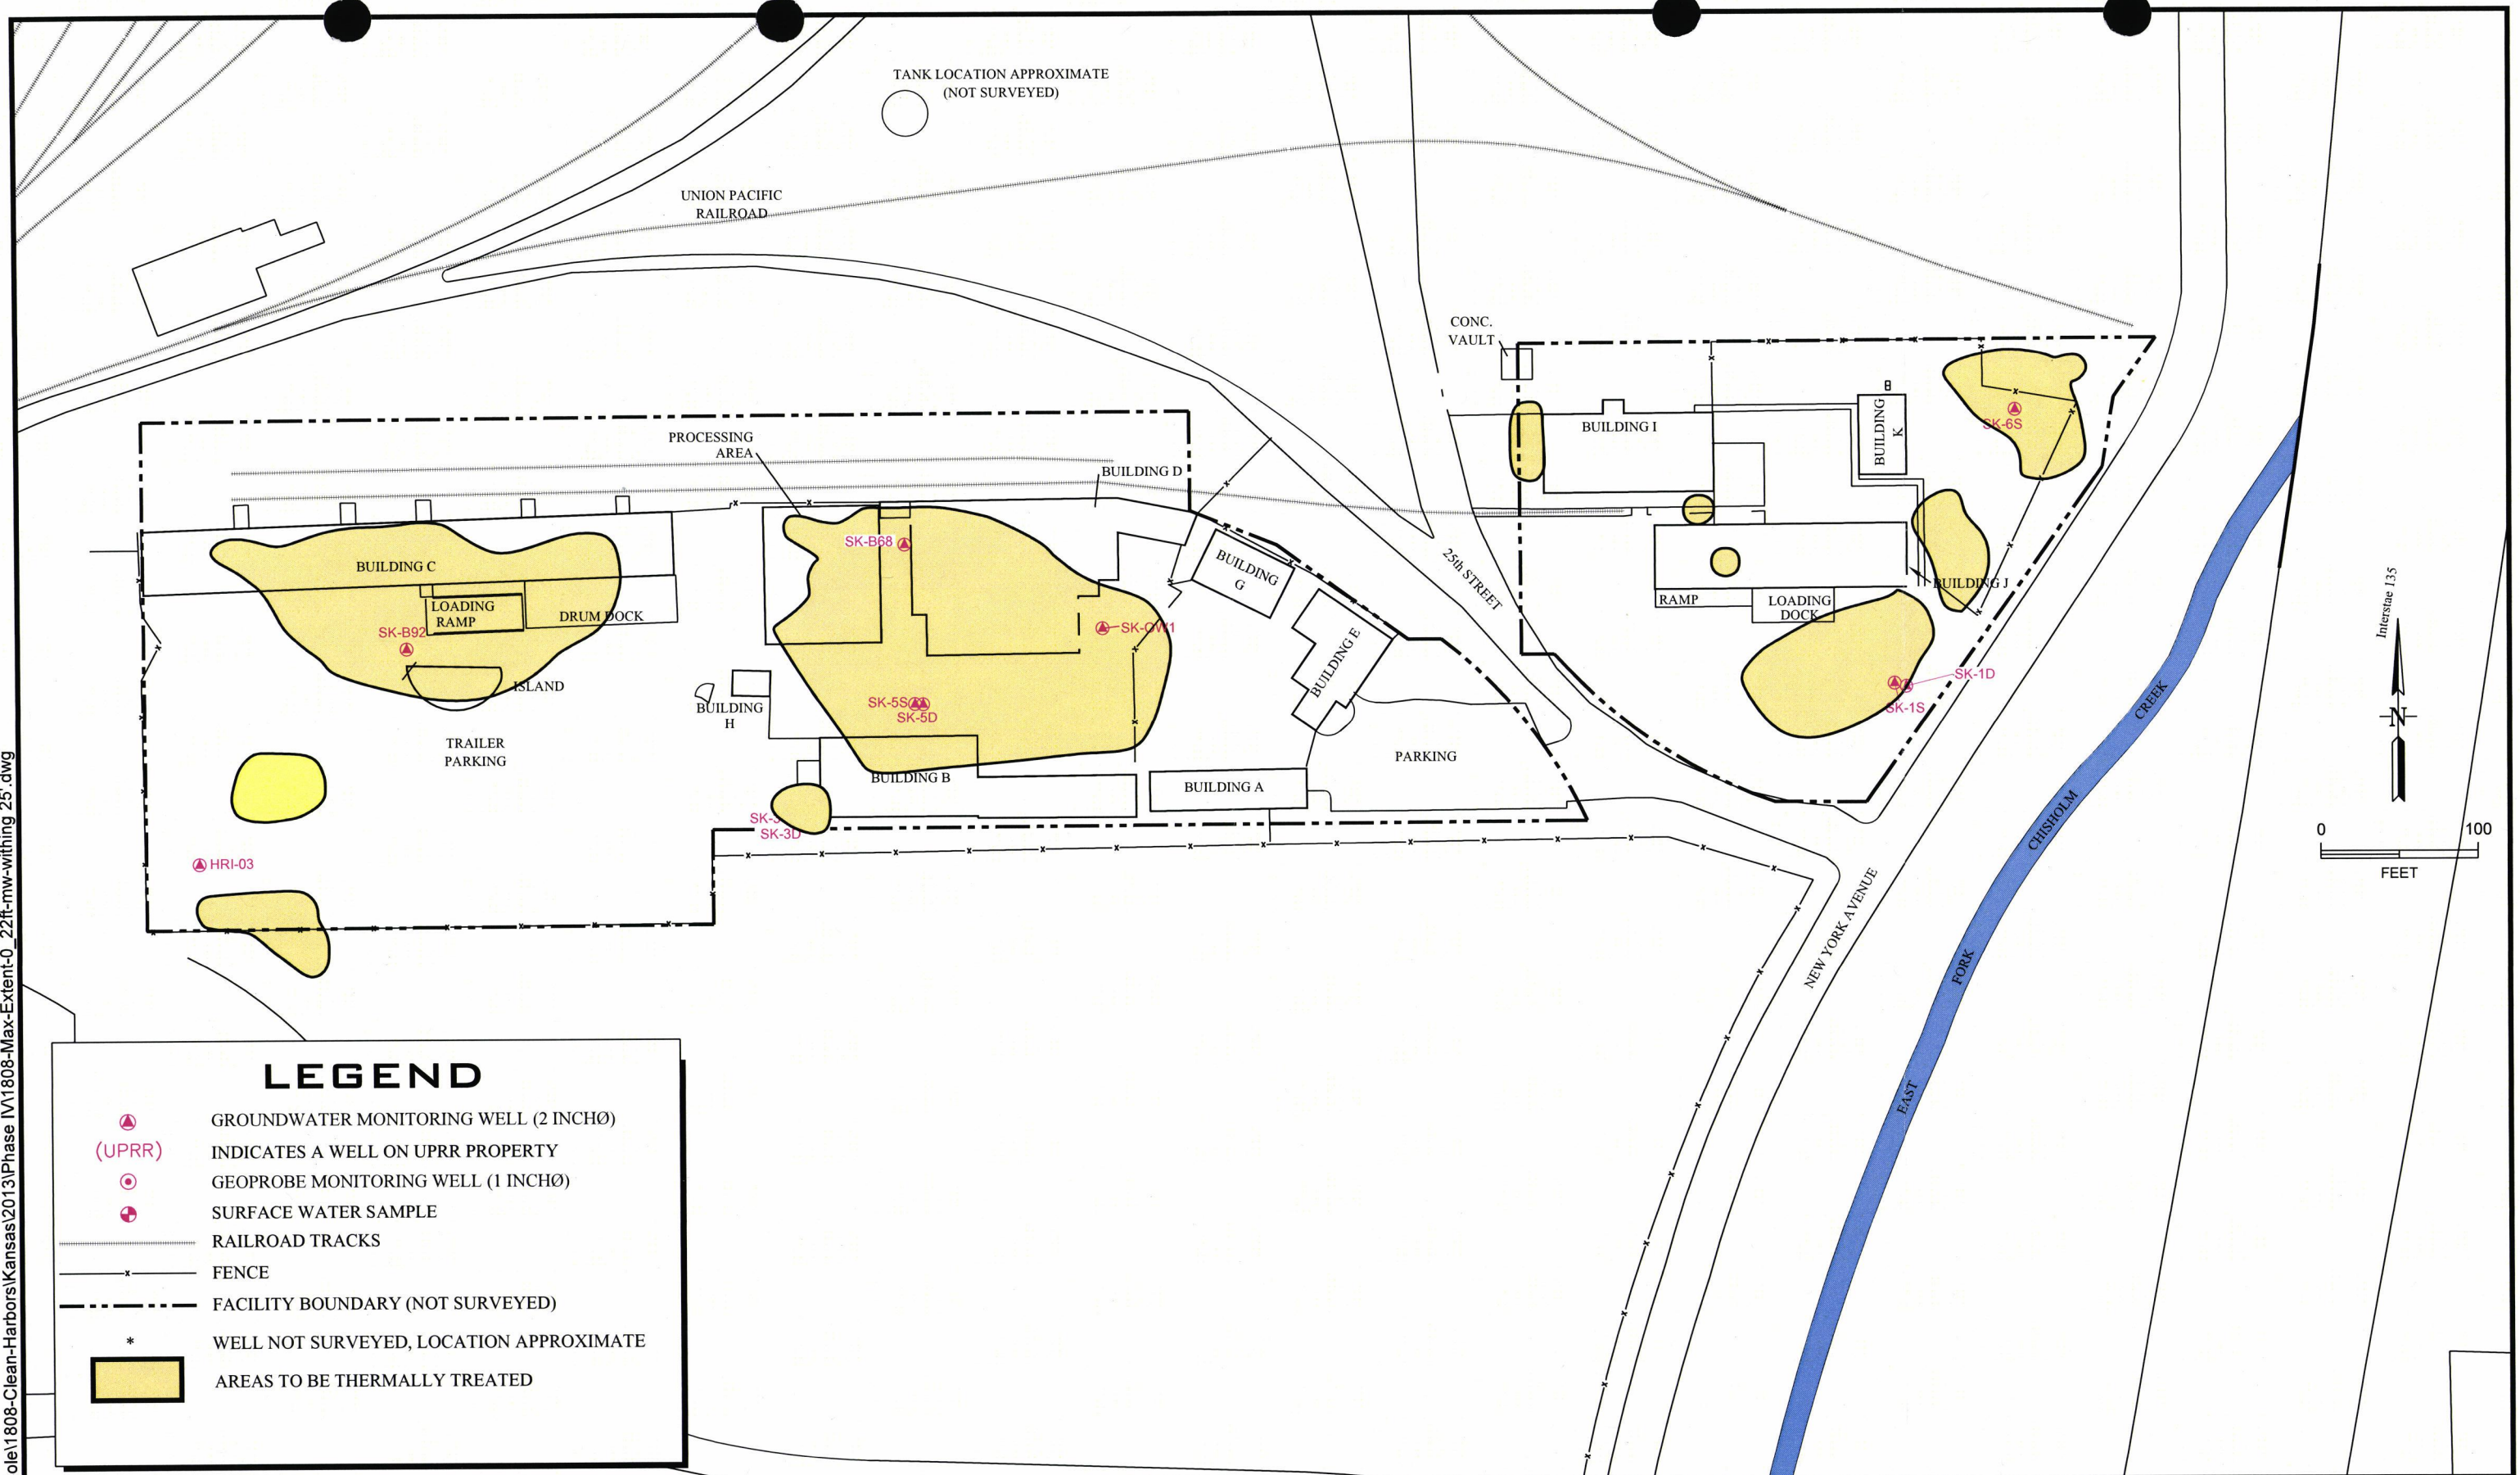 TANK LOCATION APPROXIMATE
(NOT SURVEYED)
UNION PACIFIC
RAILROAD
CONC.
VAULT
PROCESSING
AREA
BUILDING D
BUILDING I
BUILDING
K
SK-6S
SK-B68
BUILDING C
BUILDING
G
25th STREET
BUILDING J
LOADING
RAMP
DRUM DOCK
RAMP
LOADING
DOCK
SK-B92
SK-OW1
BUILDING E
Interstae 135
ISLAND
SK-5S
SK-5D
BUILDING
H
SK-1D
SK-1S
TRAILER
PARKING
PARKING
BUILDING B
BUILDING A
SK-3D
HRI-03
N
0 100
FEET
NEW YORK AVENUE
EAST FORK CHISHOLM CREEK
ole\1808-Clean-Harbors\Kansas\2013\Phase IV\1808-Max-Extent-0_22ft-mw-withing 25'.dwg
LEGEND
GROUNDWATER MONITORING WELL (2 INCHØ)
(UPRR) INDICATES A WELL ON UPRR PROPERTY
GEOPROBE MONITORING WELL (1 INCHØ)
SURFACE WATER SAMPLE
RAILROAD TRACKS
FENCE
FACILITY BOUNDARY (NOT SURVEYED)
* WELL NOT SURVEYED, LOCATION APPROXIMATE
AREAS TO BE THERMALLY TREATED